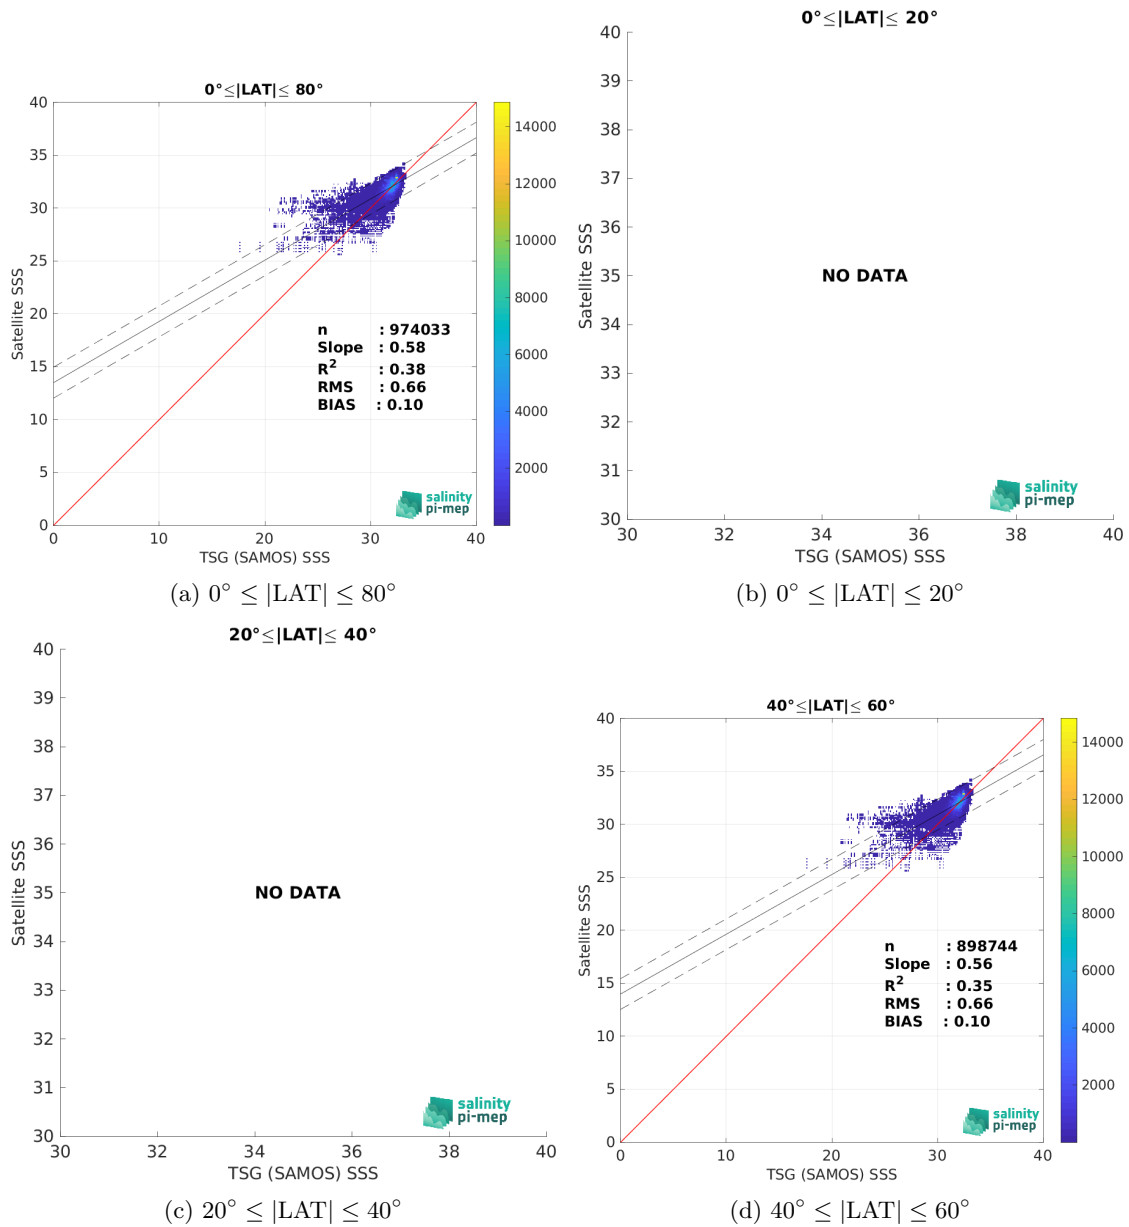 0°≤|LAT|≤ 80°
40
35
30
25
20
15
10
5
0
Satellite SSS
n : 974033
Slope : 0.58
R² : 0.38
RMS : 0.66
BIAS : 0.10
salinity
pi-mep
0 10 20 30 40
TSG (SAMOS) SSS
14000
12000
10000
8000
6000
4000
2000
(a) 0° ≤ |LAT| ≤ 80°
0°≤|LAT|≤ 20°
40
39
38
37
36
35
34
33
32
31
30
Satellite SSS
NO DATA
salinity
pi-mep
30 32 34 36 38 40
TSG (SAMOS) SSS
(b) 0° ≤ |LAT| ≤ 20°
20°≤|LAT|≤ 40°
40
39
38
37
36
35
34
33
32
31
30
Satellite SSS
NO DATA
salinity
pi-mep
30 32 34 36 38 40
TSG (SAMOS) SSS
(c) 20° ≤ |LAT| ≤ 40°
40°≤|LAT|≤ 60°
40
35
30
25
20
15
10
5
0
Satellite SSS
n : 898744
Slope : 0.56
R² : 0.35
RMS : 0.66
BIAS : 0.10
salinity
pi-mep
0 10 20 30 40
TSG (SAMOS) SSS
14000
12000
10000
8000
6000
4000
2000
(d) 40° ≤ |LAT| ≤ 60°